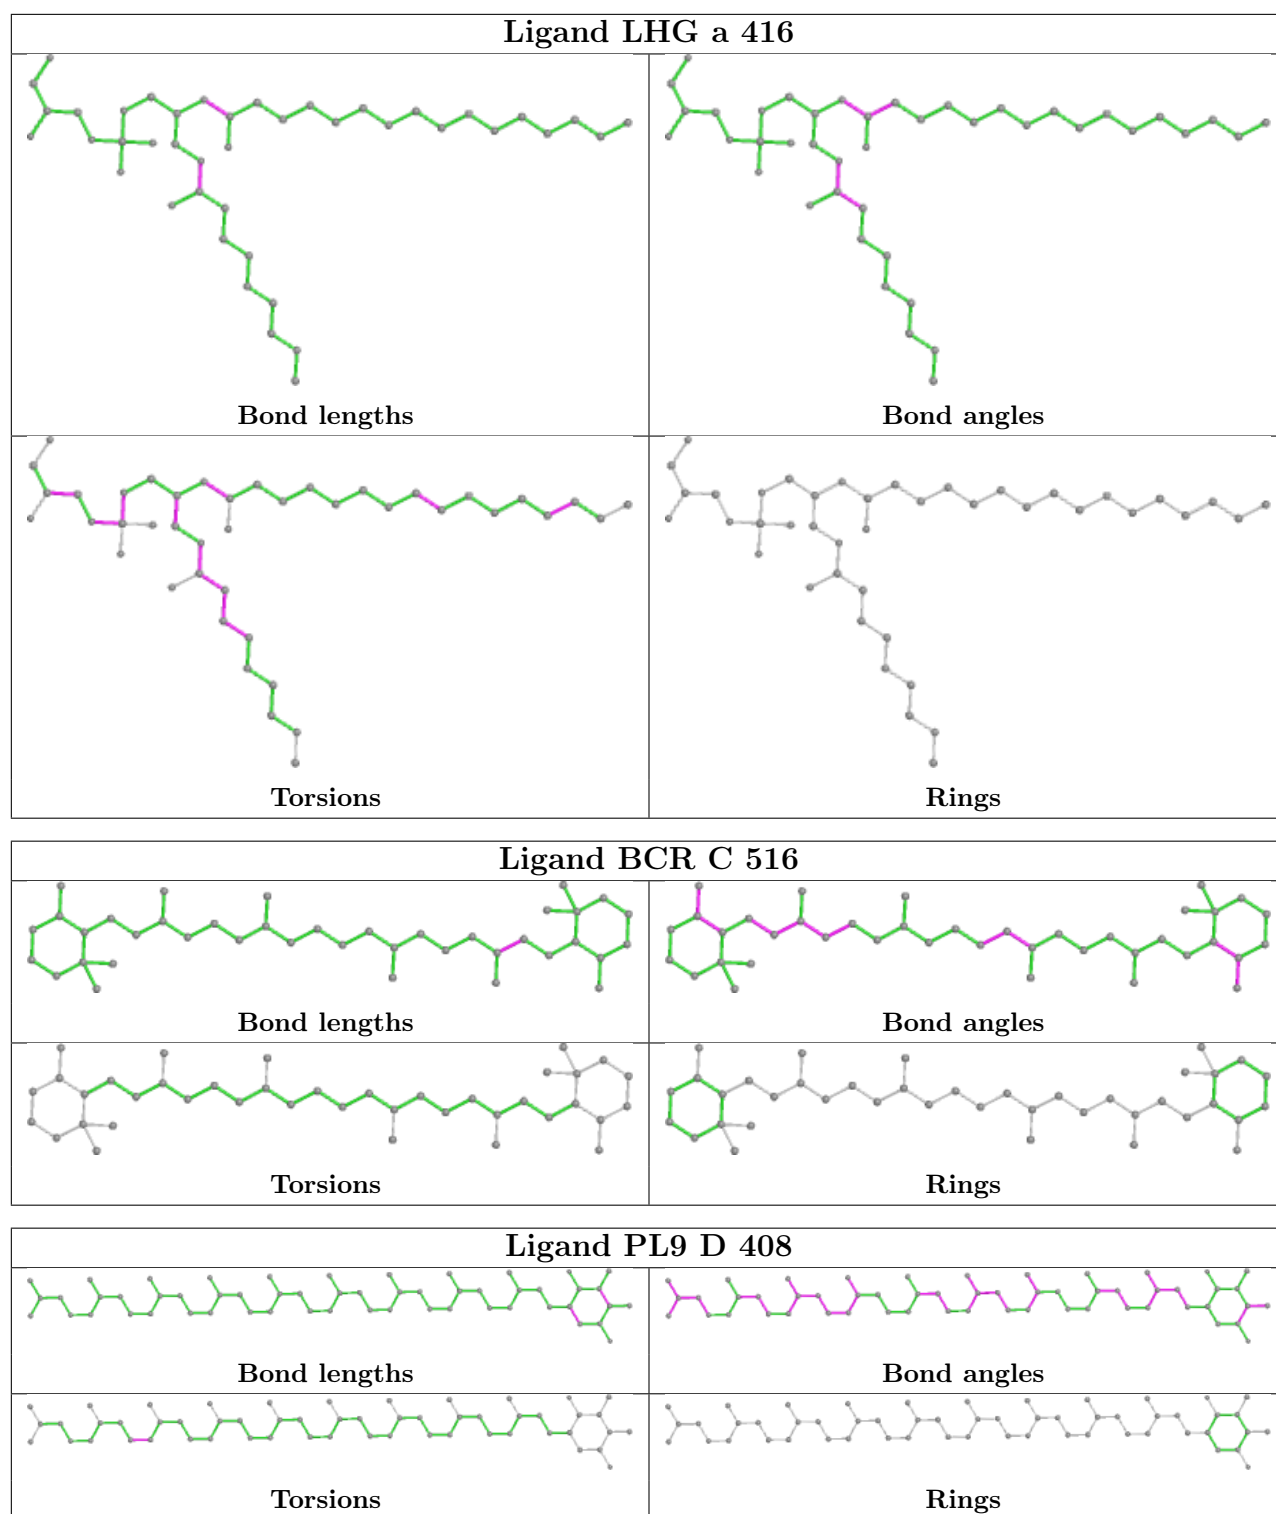 Ligand LHG a 416
Bond lengths
Bond angles
Torsions
Rings
Ligand BCR C 516
Bond lengths
Bond angles
Torsions
Rings
Ligand PL9 D 408
Bond lengths
Bond angles
Torsions
Rings